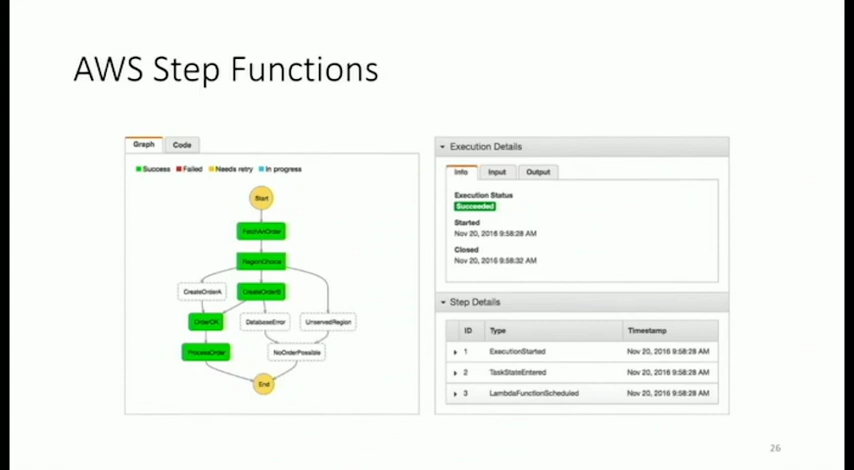 AWS Step Functions
Graph Code
Success Failed Needs retry In progress
Start
FetchAnOrder
RegionChoice
CreateOrderA CreateOrderB
OrderOK DatabaseError UnservedRegion
ProcessOrder NoOrderPossible
End
Execution Details
Info Input Output
Execution Status
Succeeded
Started
Nov 20, 2016 9:58:28 AM
Closed
Nov 20, 2016 9:58:32 AM
Step Details
ID Type Timestamp
1 ExecutionStarted Nov 20, 2016 9:58:28 AM
2 TaskStateEntered Nov 20, 2016 9:58:28 AM
3 LambdaFunctionScheduled Nov 20, 2016 9:58:28 AM
26